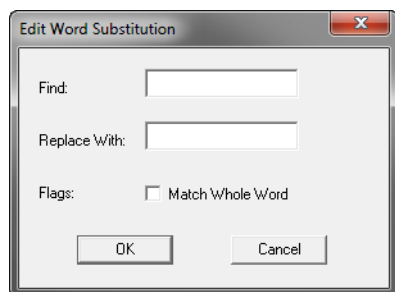 Edit Word Substitution
Find:
Replace With:
Flags: Match Whole Word
OK Cancel